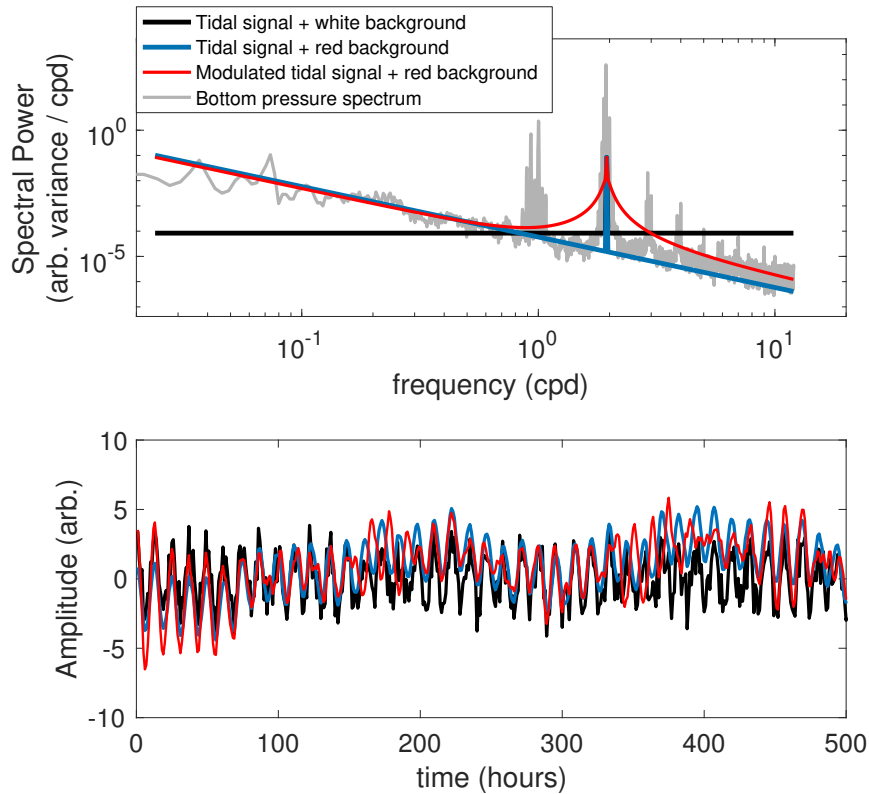 Tidal signal + white background
Tidal signal + red background
Modulated tidal signal + red background
Bottom pressure spectrum
Spectral Power
(arb. variance / cpd)
10^0
10^-5
10^-1
10^0
10^1
frequency (cpd)
Amplitude (arb.)
10
5
0
-5
-10
0
100
200
300
400
500
time (hours)